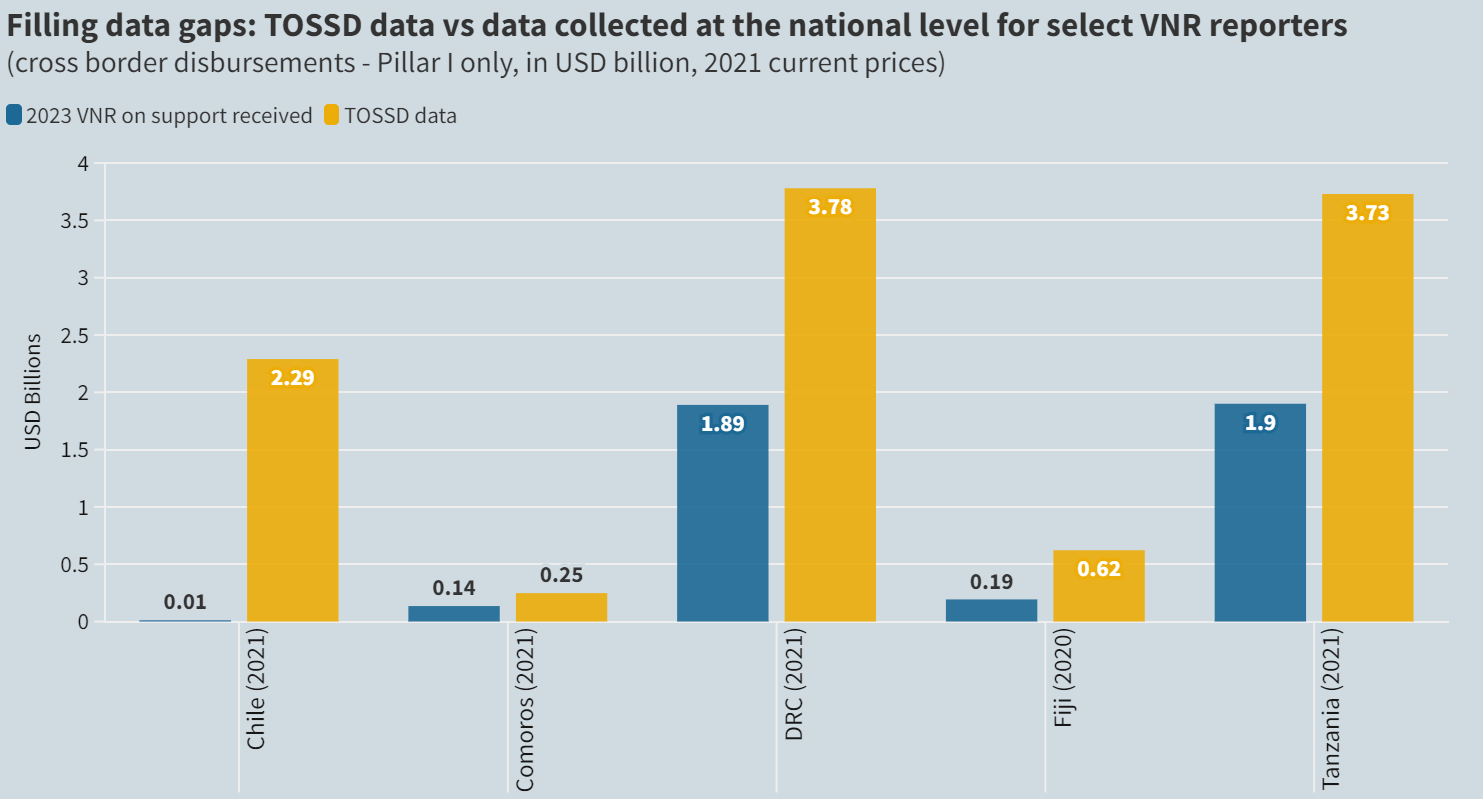 Filling data gaps: TOSSD data vs data collected at the national level for select VNR reporters
(cross border disbursements - Pillar I only, in USD billion, 2021 current prices)
2023 VNR on support received TOSSD data
USD Billions
4
3.5
3
2.5
2
1.5
1
0.5
0
0.01
2.29
0.14
0.25
1.89
3.78
0.19
0.62
1.9
3.73
Chile (2021)
Comoros (2021)
DRC (2021)
Fiji (2020)
Tanzania (2021)